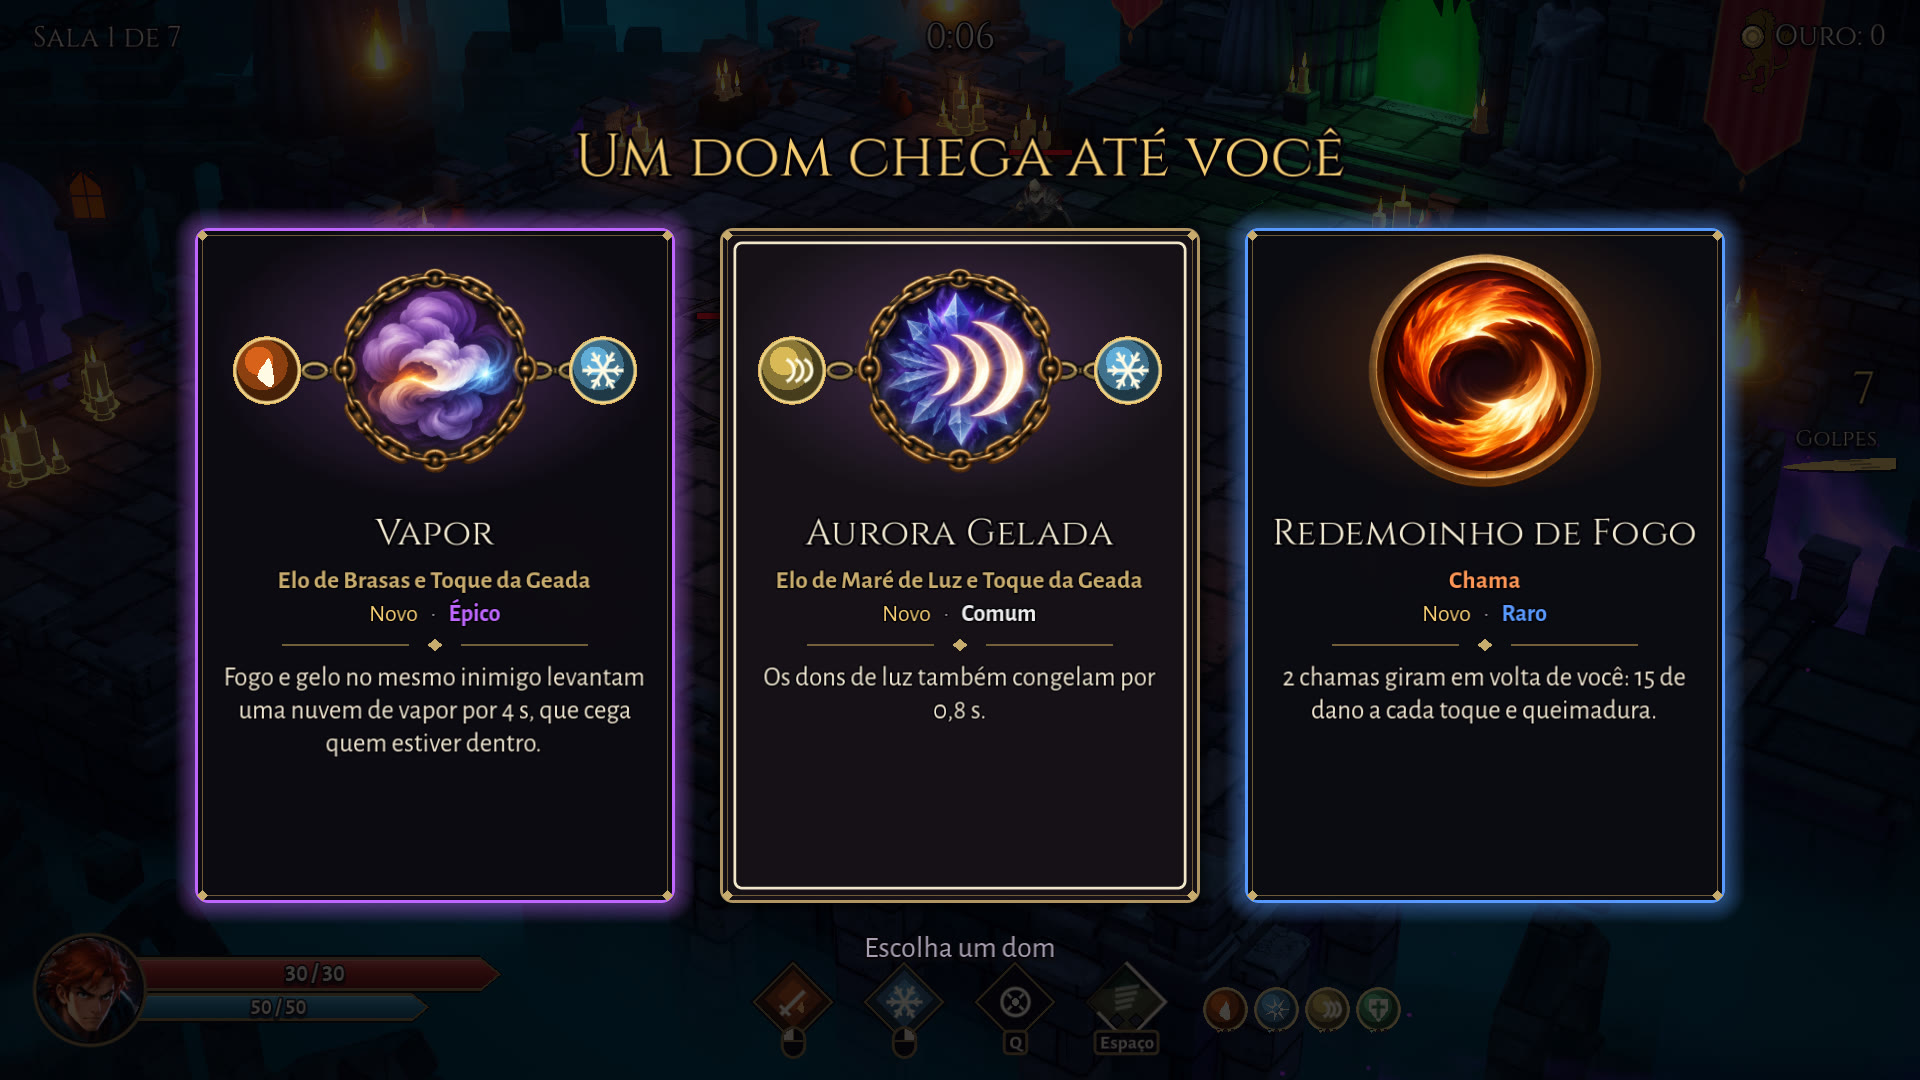 Sala 1 de 7
0:06
Ouro: 0
Um dom chega até você
Vapor
Elo de Brasas e Toque da Geada
Novo · Épico
Fogo e gelo no mesmo inimigo levantam
uma nuvem de vapor por 4 s, que cega
quem estiver dentro.
Aurora Gelada
Elo de Maré de Luz e Toque da Geada
Novo · Comum
Os dons de luz também congelam por
0,8 s.
Redemoinho de Fogo
Chama
Novo · Raro
2 chamas giram em volta de você: 15 de
dano a cada toque e queimadura.
7
Golpes
Escolha um dom
30/30
50/50
Q
Espaço